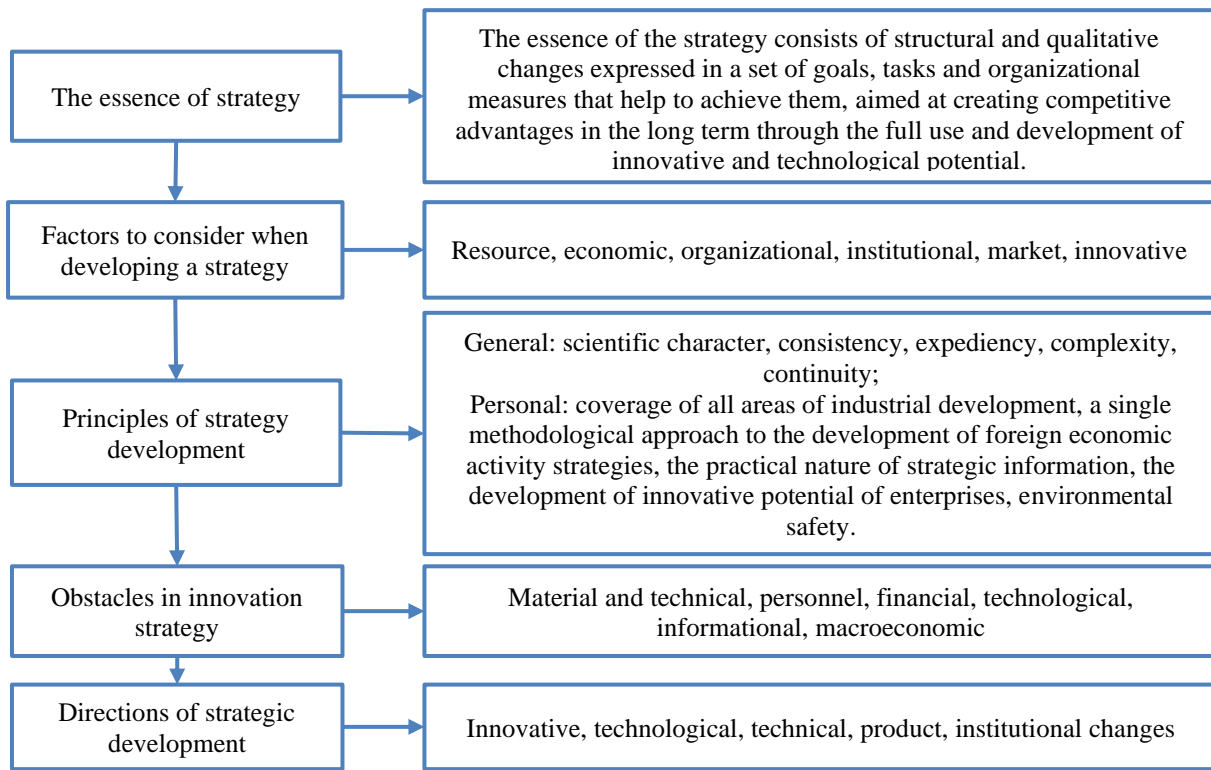 The essence of strategy
The essence of the strategy consists of structural and qualitative
changes expressed in a set of goals, tasks and organizational
measures that help to achieve them, aimed at creating competitive
advantages in the long term through the full use and development of
innovative and technological potential.
Factors to consider when
developing a strategy
Resource, economic, organizational, institutional, market, innovative
Principles of strategy
development
General: scientific character, consistency, expediency, complexity,
continuity;
Personal: coverage of all areas of industrial development, a single
methodological approach to the development of foreign economic
activity strategies, the practical nature of strategic information, the
development of innovative potential of enterprises, environmental
safety.
Obstacles in innovation
strategy
Material and technical, personnel, financial, technological,
informational, macroeconomic
Directions of strategic
development
Innovative, technological, technical, product, institutional changes